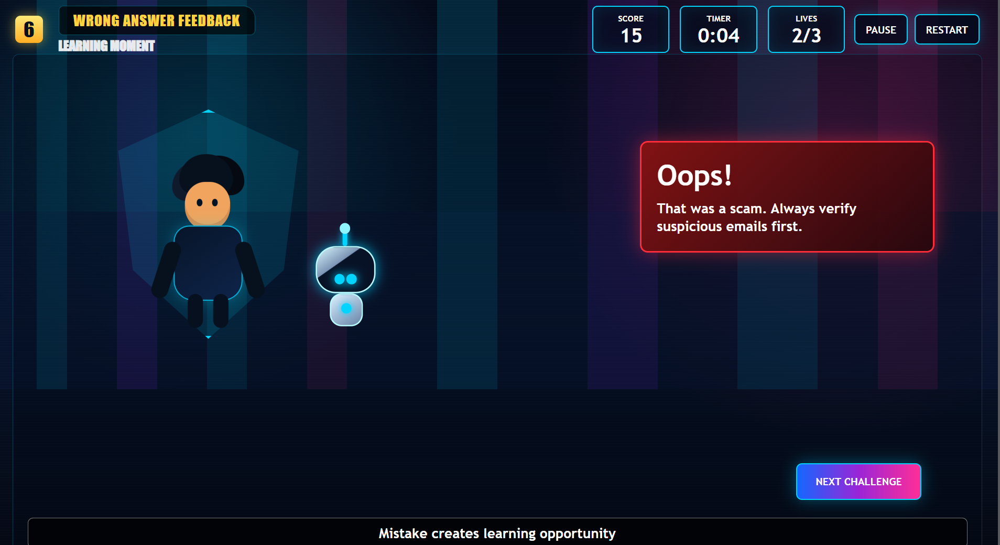 6
WRONG ANSWER FEEDBACK
LEARNING MOMENT
SCORE
15
TIMER
0:04
LIVES
2/3
PAUSE
RESTART
Oops!
That was a scam. Always verify
suspicious emails first.
NEXT CHALLENGE
Mistake creates learning opportunity